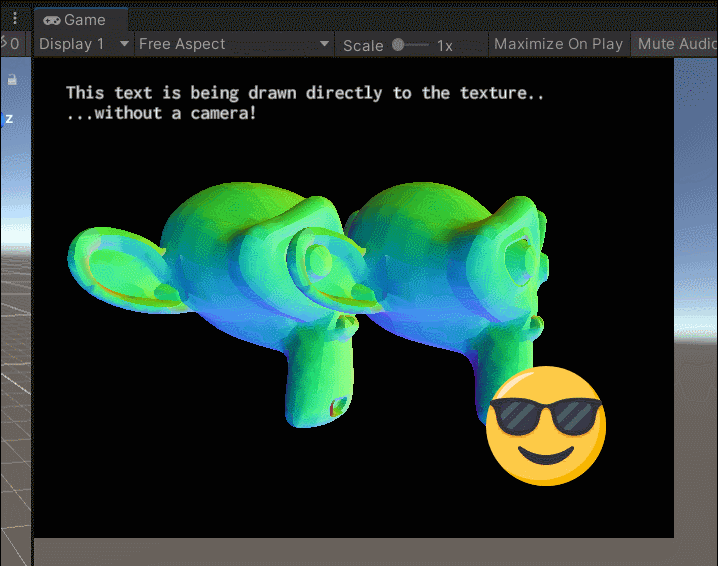 Game
0 Display 1 Free Aspect Scale 1x Maximize On Play Mute Audio
z
This text is being drawn directly to the texture..
...without a camera!